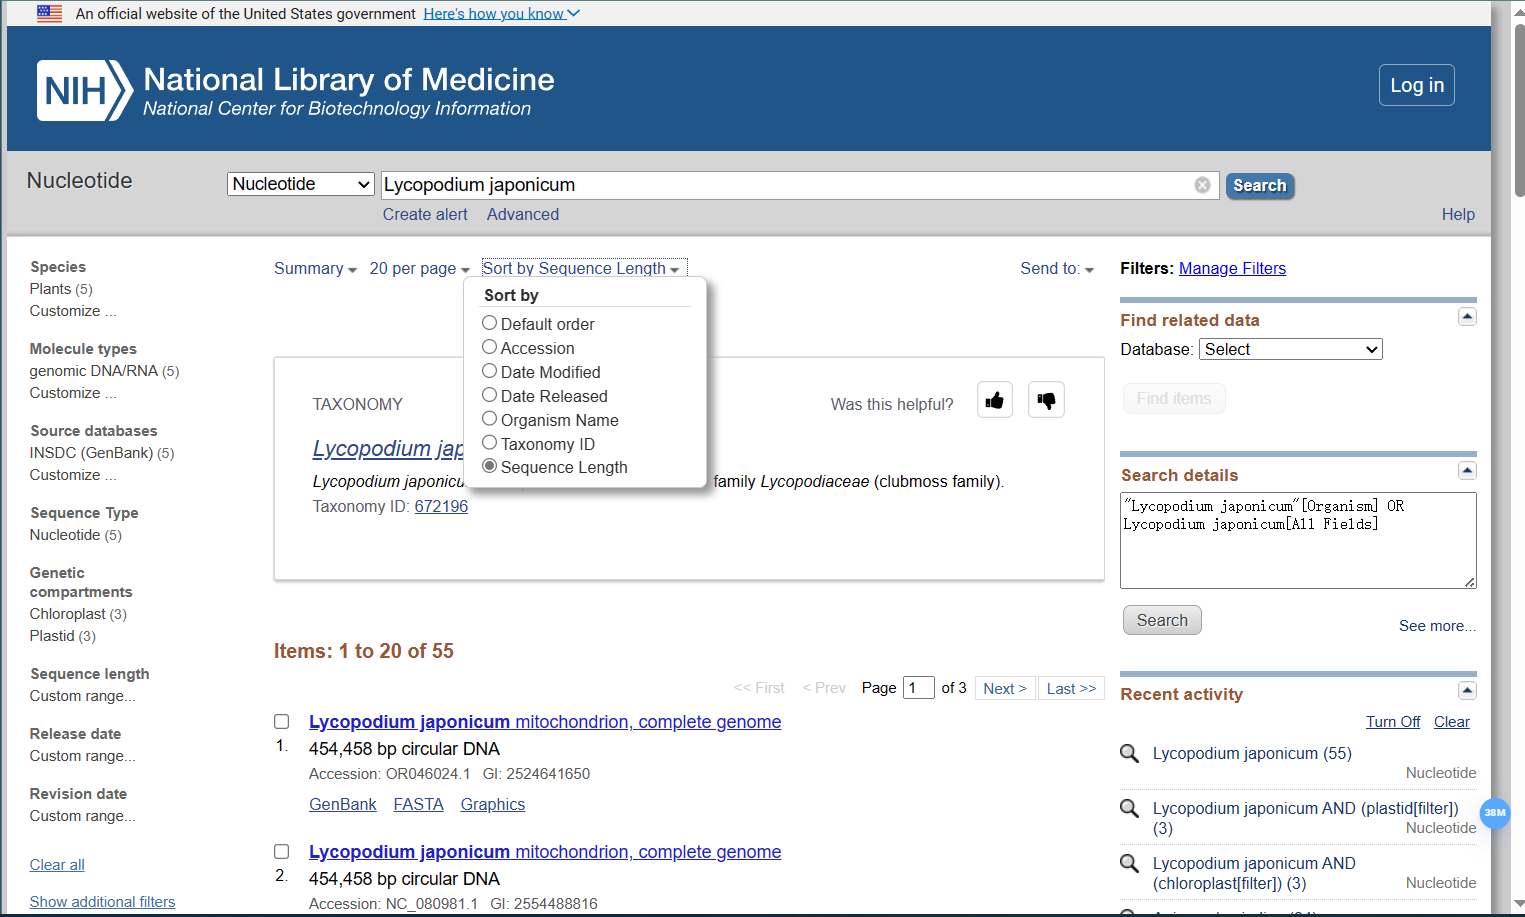 An official website of the United States government Here's how you know
NIH National Library of Medicine
National Center for Biotechnology Information
Log in
Nucleotide
Nucleotide
Lycopodium japonicum
Search
Create alert Advanced
Help
Species
Plants (5)
Customize ...
Molecule types
genomic DNA/RNA (5)
Customize ...
Source databases
INSDC (GenBank) (5)
Customize ...
Sequence Type
Nucleotide (5)
Genetic
compartments
Chloroplast (3)
Plastid (3)
Sequence length
Custom range...
Release date
Custom range...
Revision date
Custom range...
Clear all
Show additional filters
Summary 20 per page Sort by Sequence Length Send to:
Sort by
Default order
Accession
Date Modified
Date Released
Organism Name
Taxonomy ID
Sequence Length
TAXONOMY
Was this helpful?
Lycopodium jap
Lycopodium japonicu family Lycopodiaceae (clubmoss family).
Taxonomy ID: 672196
Items: 1 to 20 of 55
<< First < Prev Page 1 of 3 Next > Last >>
1. Lycopodium japonicum mitochondrion, complete genome
454,458 bp circular DNA
Accession: OR046024.1 GI: 2524641650
GenBank FASTA Graphics
2. Lycopodium japonicum mitochondrion, complete genome
454,458 bp circular DNA
Accession: NC_080981.1 GI: 2554488816
Filters: Manage Filters
Find related data
Database: Select
Find items
Search details
"Lycopodium japonicum"[Organism] OR
Lycopodium japonicum[All Fields]
Search
See more...
Recent activity
Turn Off Clear
Lycopodium japonicum (55)
Nucleotide
Lycopodium japonicum AND (plastid[filter])
(3)
Nucleotide
Lycopodium japonicum AND
(chloroplast[filter]) (3)
Nucleotide
38M